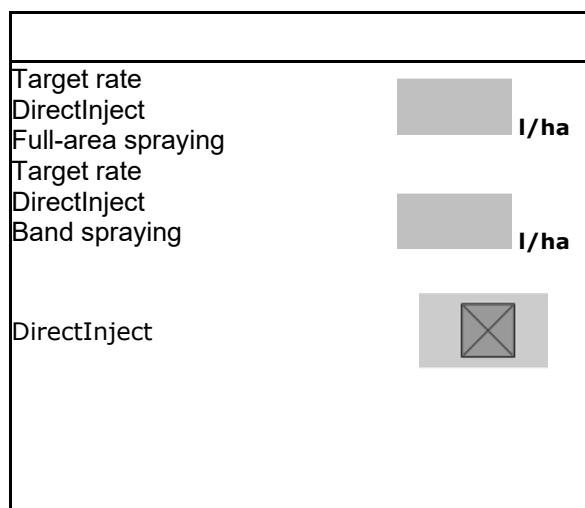 Target rate
DirectInject
Full-area spraying
l/ha
Target rate
DirectInject
Band spraying
l/ha
DirectInject